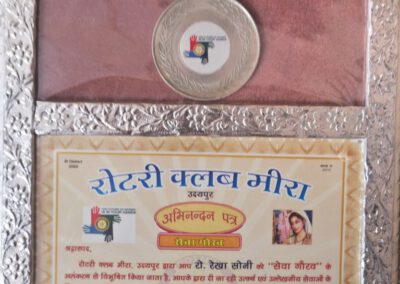 रोटरी क्लब मीरा
उदयपुर
अभिनन्दन पत्र
सेवा गौरव
श्रद्धास्पद,
रोटरी क्लब मीरा, उदयपुर द्वारा आप रो. रेखा सोनी को "सेवा गौरव" के
अलंकरण से विभूषित किया जाता है, आपके द्वारा दी जा रही उत्कर्ष एवं उल्लेखनीय सेवाओं के